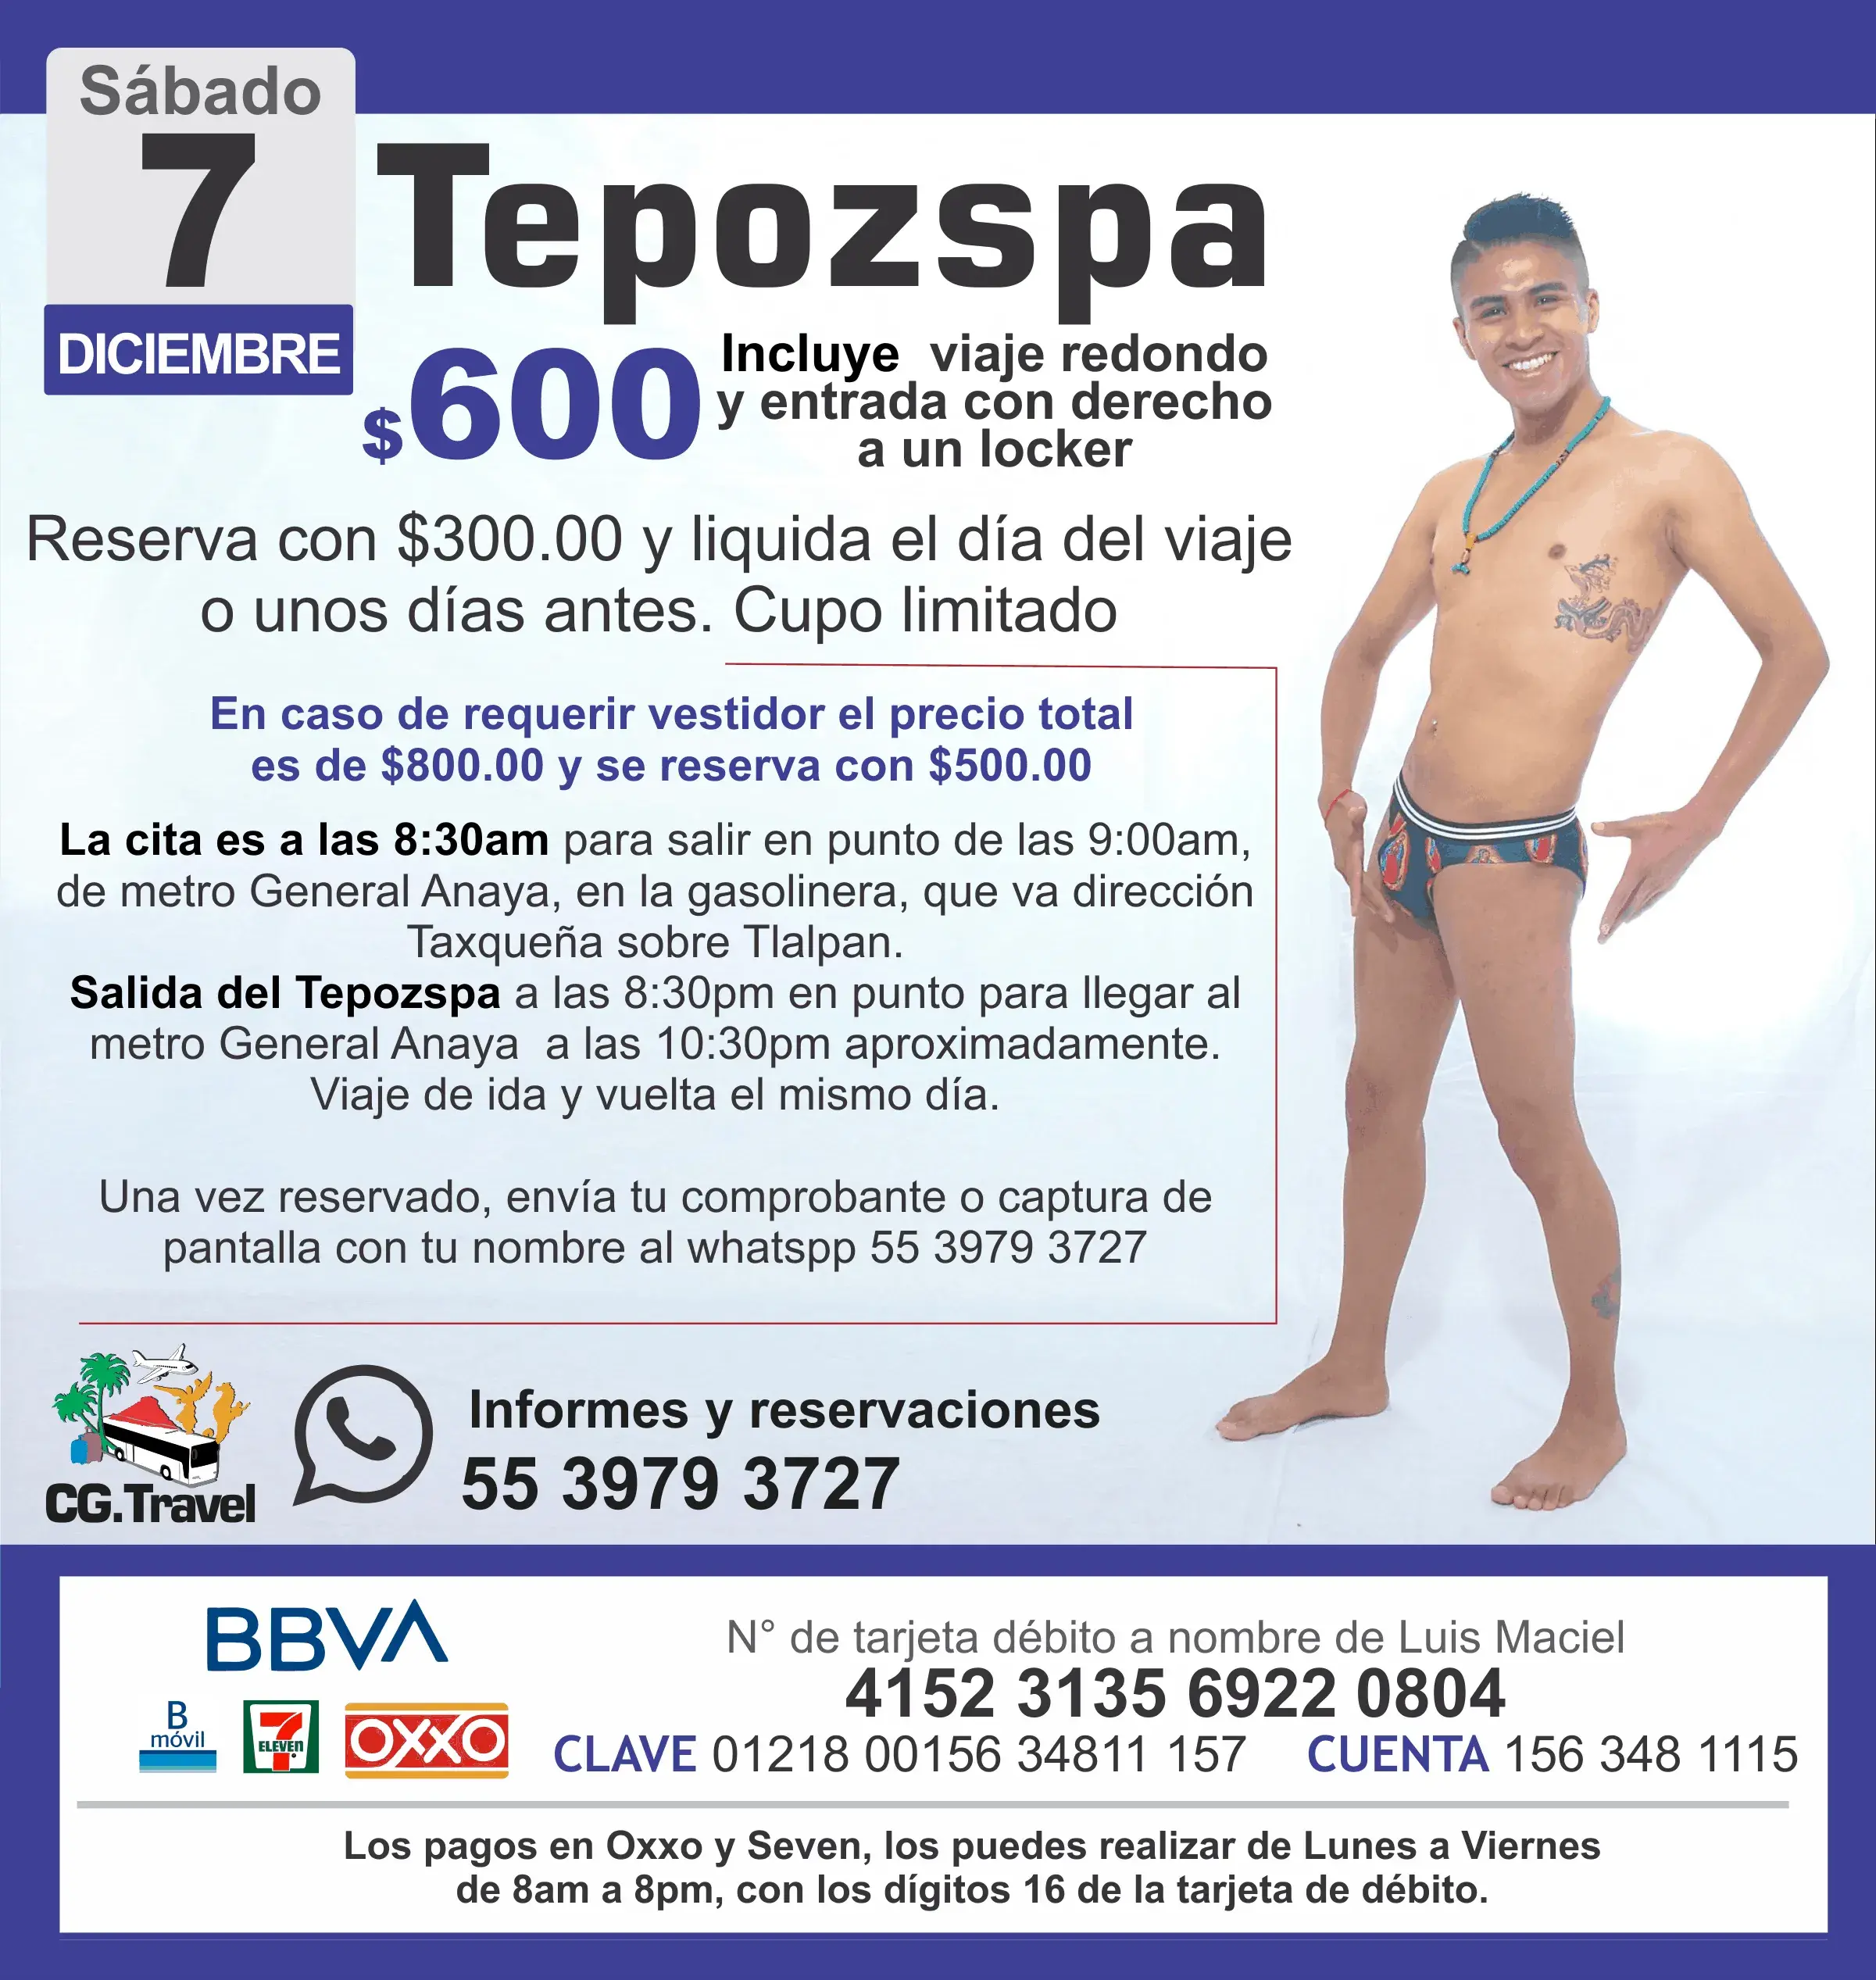 Sábado
7
DICIEMBRE
Tepozspa
$600
Incluye viaje redondo
y entrada con derecho
a un locker
Reserva con $300.00 y liquida el día del viaje
o unos días antes. Cupo limitado
En caso de requerir vestidor el precio total
es de $800.00 y se reserva con $500.00
La cita es a las 8:30am para salir en punto de las 9:00am,
de metro General Anaya, en la gasolinera, que va dirección
Taxqueña sobre Tlalpan.
Salida del Tepozspa a las 8:30pm en punto para llegar al
metro General Anaya a las 10:30pm aproximadamente.
Viaje de ida y vuelta el mismo día.
Una vez reservado, envía tu comprobante o captura de
pantalla con tu nombre al whatspp 55 3979 3727
CG.Travel
Informes y reservaciones
55 3979 3727
BBVA
B
móvil
7
ELEVEN
OXXO
N° de tarjeta débito a nombre de Luis Maciel
4152 3135 6922 0804
CLAVE 01218 00156 34811 157 CUENTA 156 348 1115
Los pagos en Oxxo y Seven, los puedes realizar de Lunes a Viernes
de 8am a 8pm, con los dígitos 16 de la tarjeta de débito.